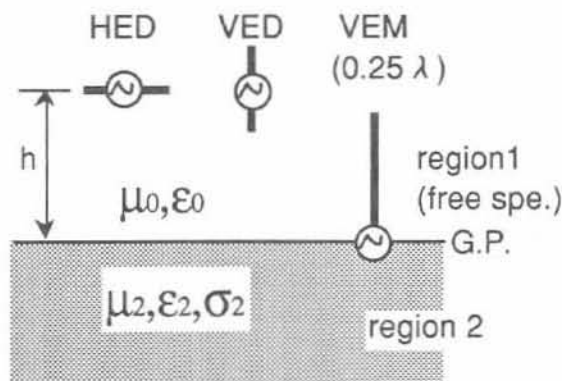 HED VED VEM
(0.25 λ)
h
region1
(free spe.)
μ0,ε0
G.P.
μ2,ε2,σ2
region 2